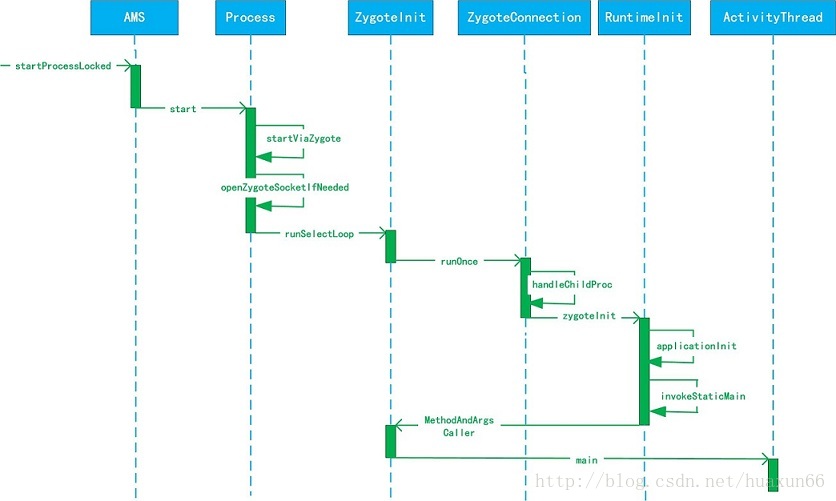 AMS Process ZygoteInit ZygoteConnection RuntimeInit ActivityThread
startProcessLocked
start
startViaZygote
openZygoteSocketIfNeeded
runSelectLoop
runOnce
handleChildProc
zygoteInit
applicationInit
invokeStaticMain
MethodAndArgs
Caller
main
http://blog.csdn.net/huaxun66